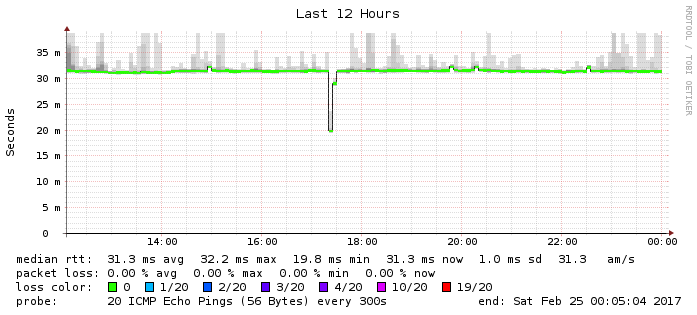 Last 12 Hours
RRDTOOL / TOBI OETIKER
Seconds
35 m
30 m
25 m
20 m
15 m
10 m
5 m
0
14:00 16:00 18:00 20:00 22:00 00:00
median rtt: 31.3 ms avg 32.2 ms max 19.8 ms min 31.3 ms now 1.0 ms sd 31.3 am/s
packet loss: 0.00 % avg 0.00 % max 0.00 % min 0.00 % now
loss color: 0 1/20 2/20 3/20 4/20 10/20 19/20
probe: 20 ICMP Echo Pings (56 Bytes) every 300s end: Sat Feb 25 00:05:04 2017